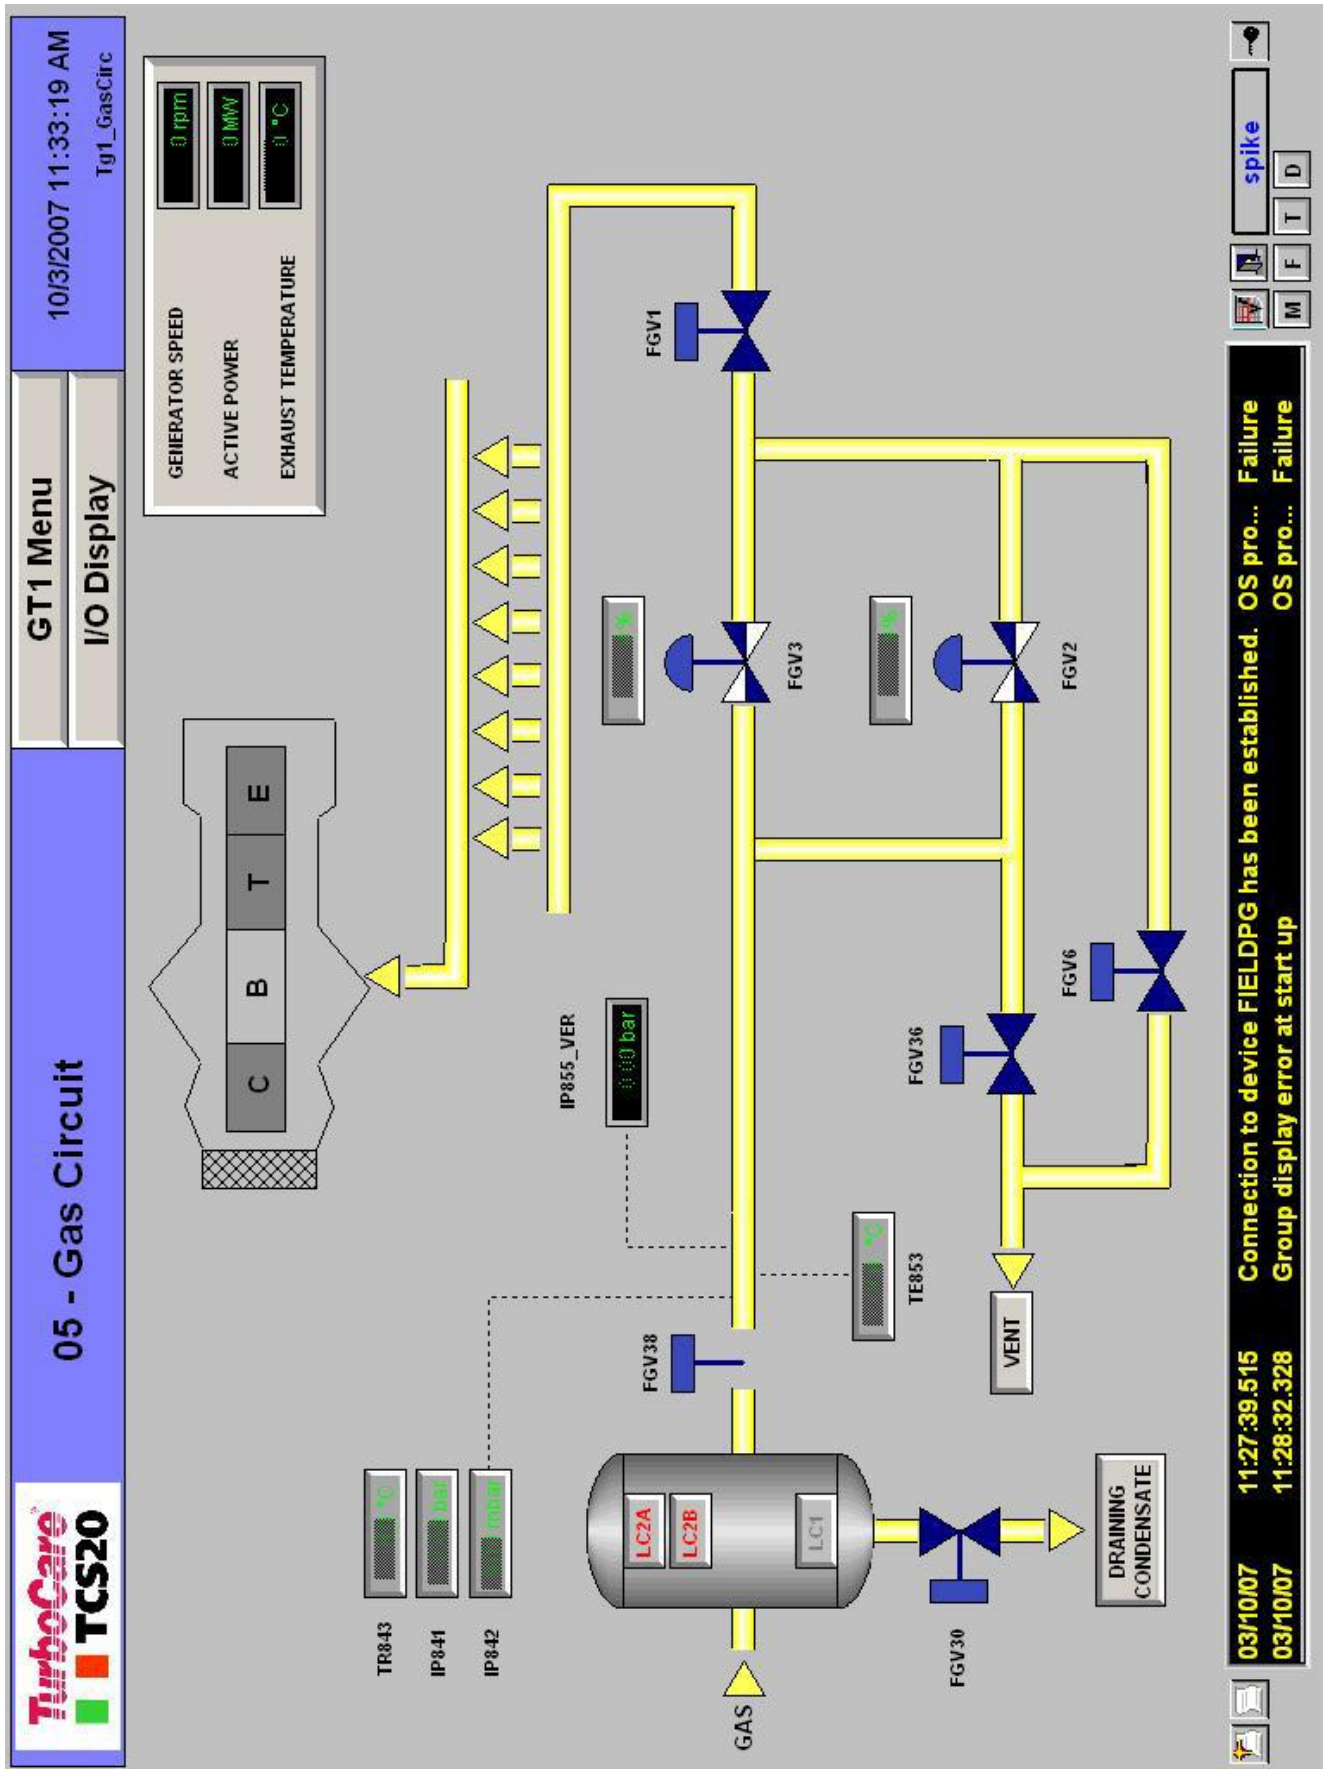 TurboCare
TCS20
05 - Gas Circuit
GT1 Menu
I/O Display
10/3/2007 11:33:19 AM
Tg1_GasCirc
GENERATOR SPEED
0 rpm
ACTIVE POWER
0 MW
EXHAUST TEMPERATURE
0 °C
C
B
T
E
TR843
°C
IP841
bar
IP842
mbar
IP855_VER
0.00 bar
FGV38
FGV3
%
FGV1
GAS
LC2A
LC2B
LC1
TE853
°C
FGV2
%
FGV36
FGV6
VENT
FGV30
DRAINING
CONDENSATE
03/10/07 11:27:39.515 Connection to device FIELDPG has been established. OS pro... Failure
03/10/07 11:28:32.328 Group display error at start up OS pro... Failure
spike
M F T D